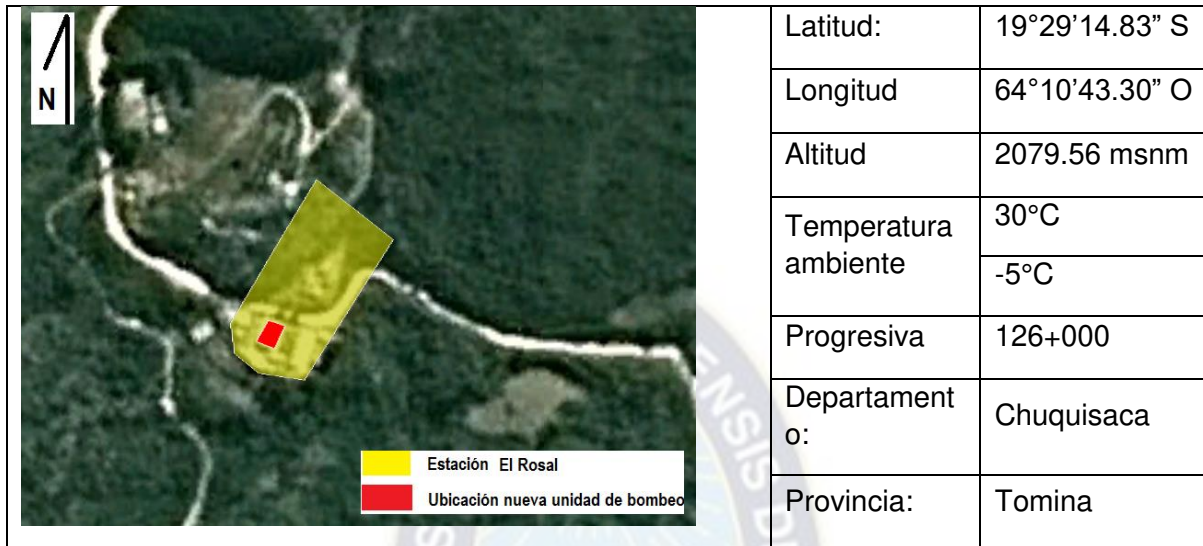 N
Estación El Rosal
Ubicación nueva unidad de bombeo
Latitud: 19°29’14.83” S
Longitud 64°10’43.30” O
Altitud 2079.56 msnm
Temperatura
ambiente
30°C
-5°C
Progresiva 126+000
Departament
o:
Chuquisaca
Provincia: Tomina
ENSIS D
S